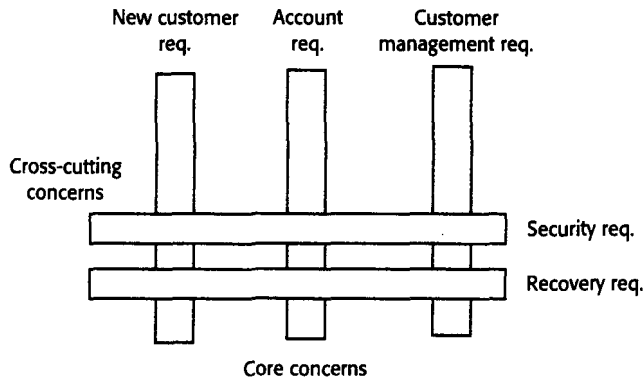 New customer
req.
Account
req.
Customer
management req.
Cross-cutting
concerns
Security req.
Recovery req.
Core concerns